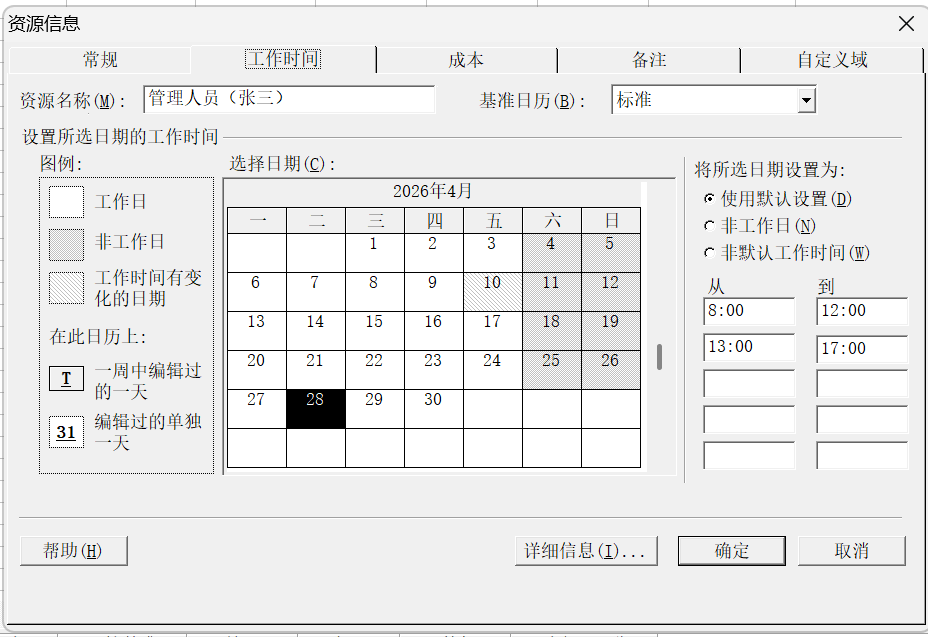 资源信息
常规 工作时间 成本 备注 自定义域
资源名称(M): 管理人员（张三） 基准日历(B): 标准
设置所选日期的工作时间
图例:
工作日
非工作日
工作时间有变
化的日期
在此日历上:
T 一周中编辑过
的一天
31 编辑过的单独
一天
选择日期(C):
2026年4月
一 二 三 四 五 六 日
1 2 3 4 5
6 7 8 9 10 11 12
13 14 15 16 17 18 19
20 21 22 23 24 25 26
27 28 29 30
将所选日期设置为:
使用默认设置(D)
非工作日(N)
非默认工作时间(W)
从 到
8:00 12:00
13:00 17:00
帮助(H) 详细信息(I)... 确定 取消